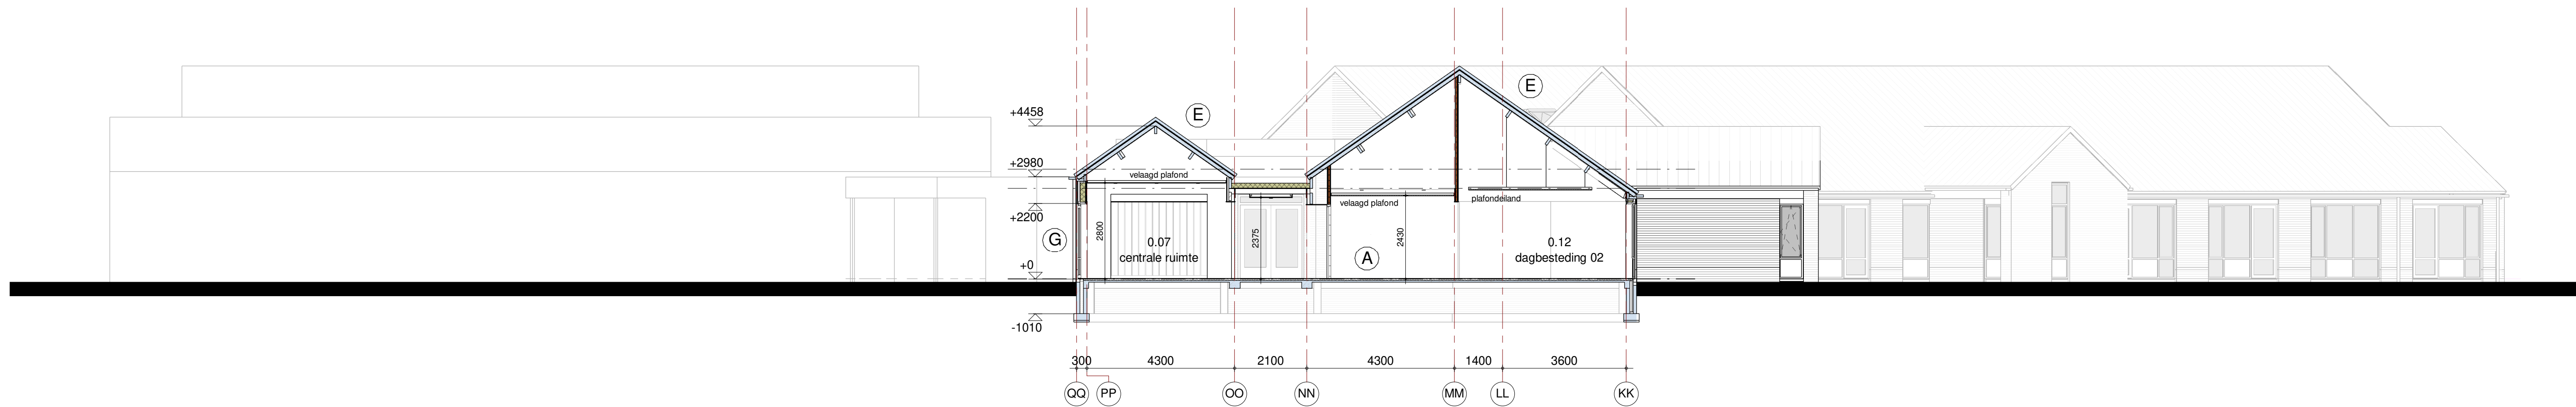 E
+4458
E
+2980
velaagd plafond
plafondeiland
velaagd plafond
+2200
2800
2375
2430
G
0.07
centrale ruimte
0.12
dagbesteding 02
A
+0
-1010
300 4300 2100 4300 1400 3600
QQ PP OO NN MM LL KK